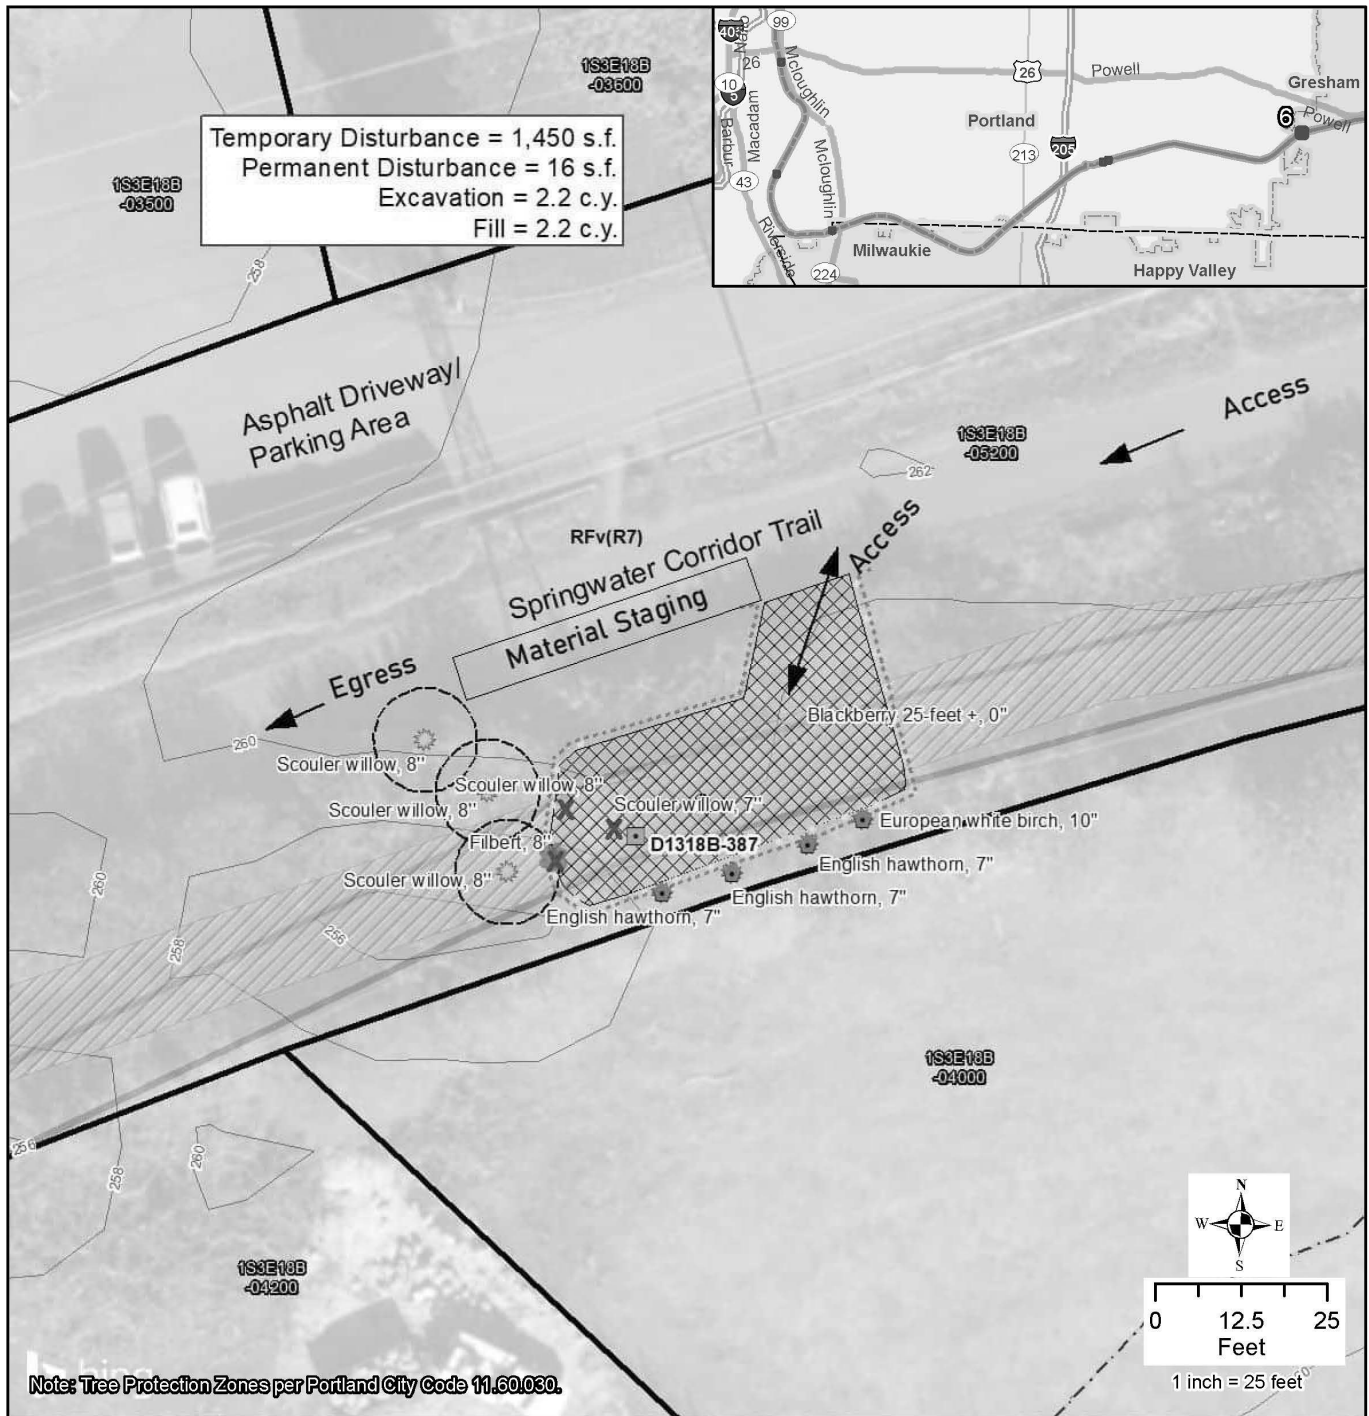 1S3E18B
-03600
Temporary Disturbance = 1,450 s.f.
Permanent Disturbance = 16 s.f.
Excavation = 2.2 c.y.
Fill = 2.2 c.y.
1S3E18B
-03500
258
99
26
10
5
Barbur
Macadam
Mcloughlin
Mcloughlin
43
Riverside
224
Milwaukie
26
Powell
Portland
213
205
Gresham
6
Powell
Happy Valley
Asphalt Driveway/
Parking Area
Access
1S3E18B
-05200
262
Access
RFv(R7)
Springwater Corridor Trail
Material Staging
Egress
260
Blackberry 25-feet +, 0"
Scouler willow, 8"
Scouler willow, 8"
Scouler willow, 8"
Scouler willow, 7"
European white birch, 10"
Filbert, 8"
D1318B-387
English hawthorn, 7"
Scouler willow, 8"
English hawthorn, 7"
English hawthorn, 7"
260
258
256
1S3E18B
-04000
256
258
260
1S3E18B
-04200
N
W E
S
0 12.5 25
Feet
1 inch = 25 feet
bing
Note: Tree Protection Zones per Portland City Code 11.60.030.